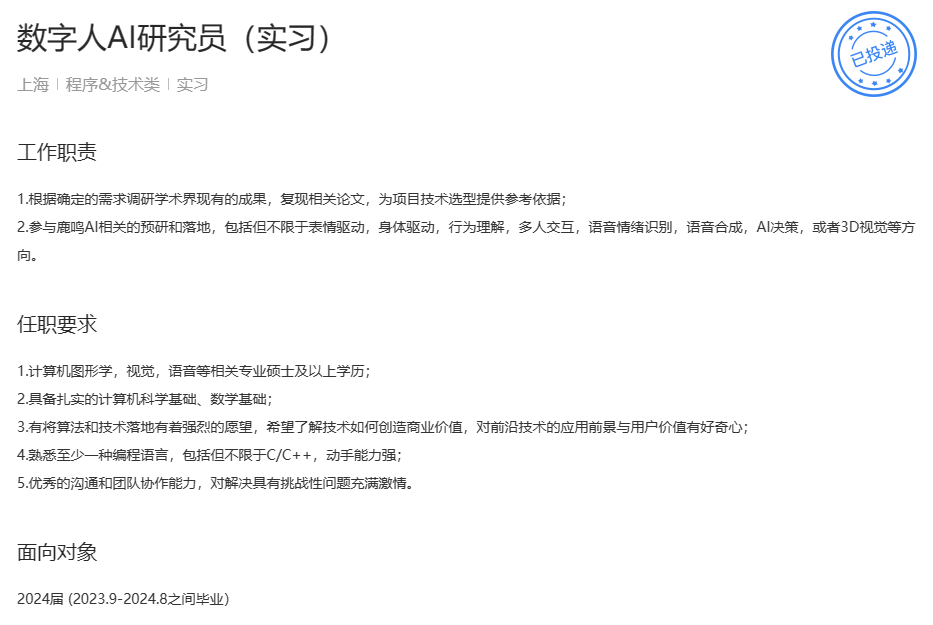 数字人AI研究员（实习）
已投递
上海 | 程序&技术类 | 实习
工作职责
1.根据确定的需求调研学术界现有的成果，复现相关论文，为项目技术选型提供参考依据；
2.参与鹿鸣AI相关的预研和落地，包括但不限于表情驱动，身体驱动，行为理解，多人交互，语音情绪识别，语音合成，AI决策，或者3D视觉等方
向。
任职要求
1.计算机图形学，视觉，语音等相关专业硕士及以上学历；
2.具备扎实的计算机科学基础、数学基础；
3.有将算法和技术落地有着强烈的愿望，希望了解技术如何创造商业价值，对前沿技术的应用前景与用户价值有好奇心；
4.熟悉至少一种编程语言，包括但不限于C/C++，动手能力强；
5.优秀的沟通和团队协作能力，对解决具有挑战性问题充满激情。
面向对象
2024届 (2023.9-2024.8之间毕业)